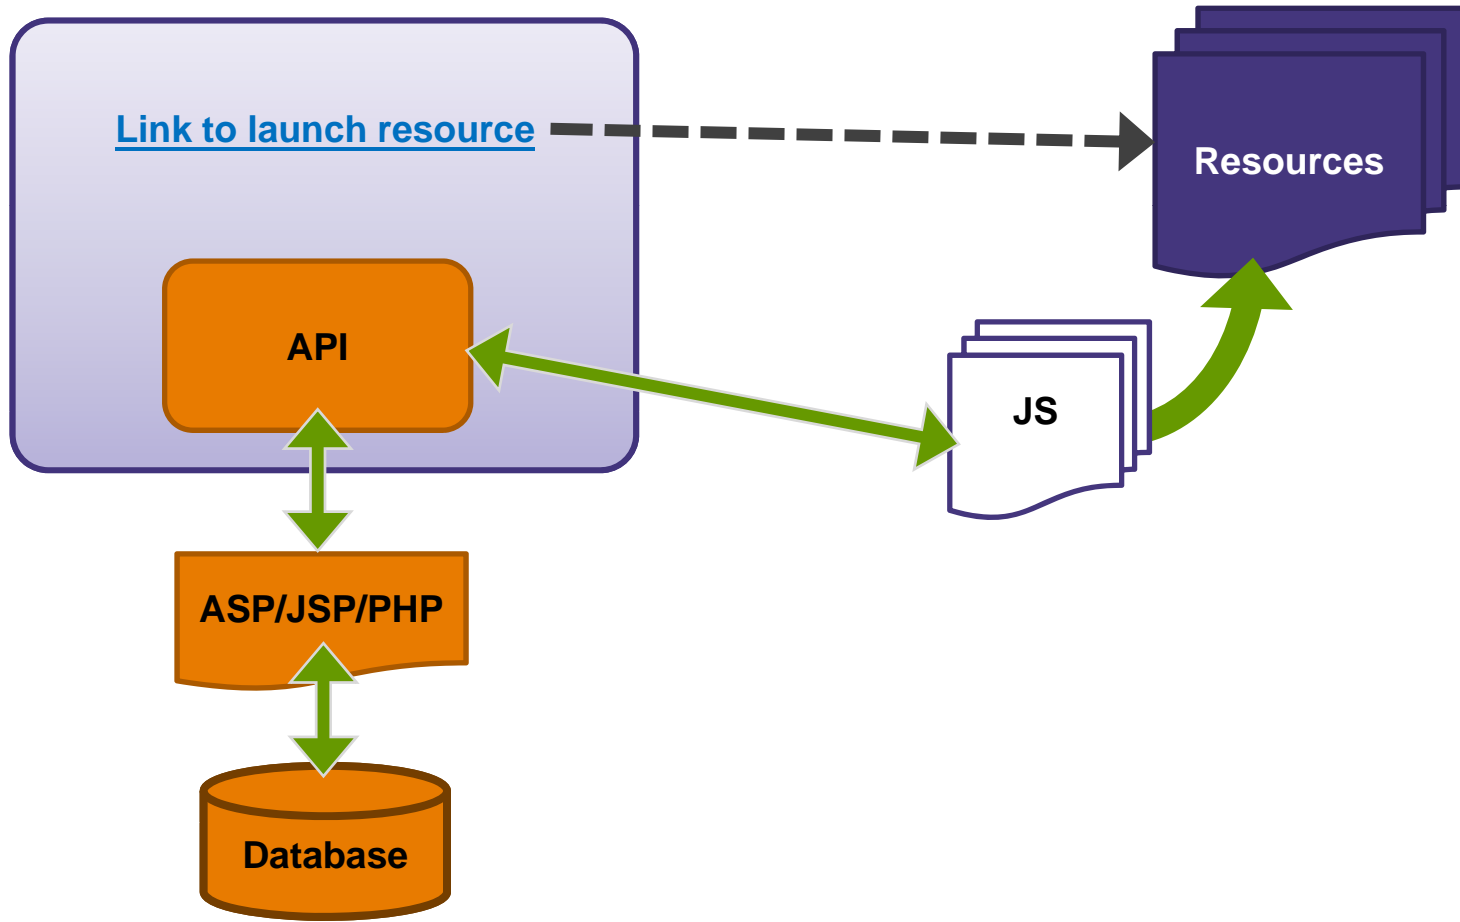 Link to launch resource
Resources
API
JS
ASP/JSP/PHP
Database